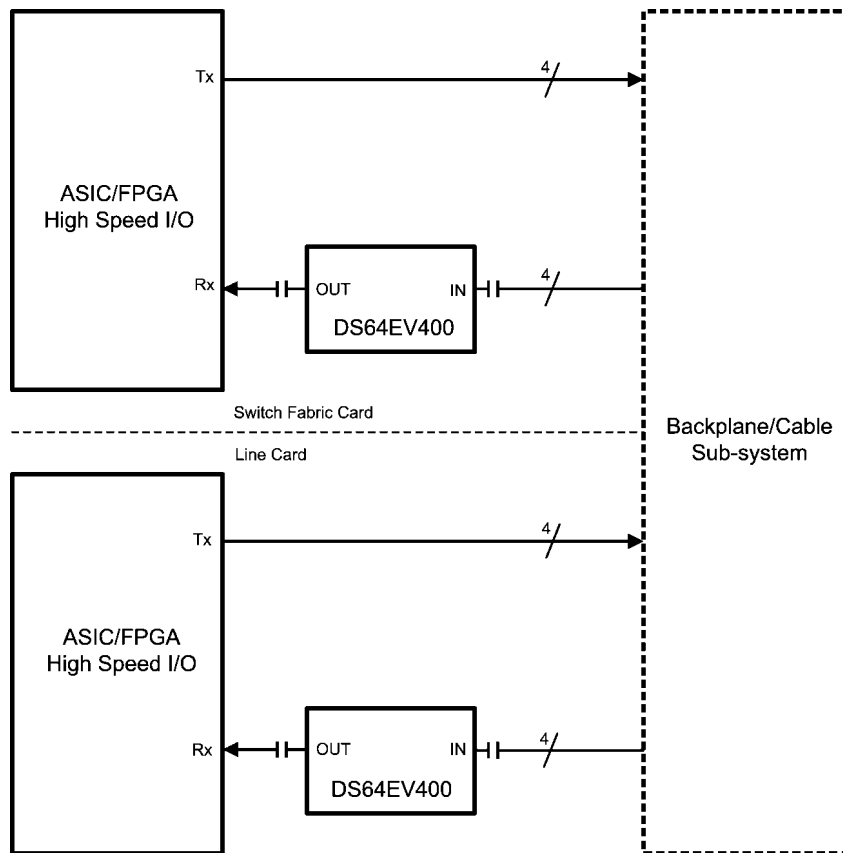 Tx
4
ASIC/FPGA
High Speed I/O
4
Rx
OUT
IN
DS64EV400
Switch Fabric Card
Backplane/Cable
Sub-system
Line Card
Tx
4
ASIC/FPGA
High Speed I/O
4
Rx
OUT
IN
DS64EV400